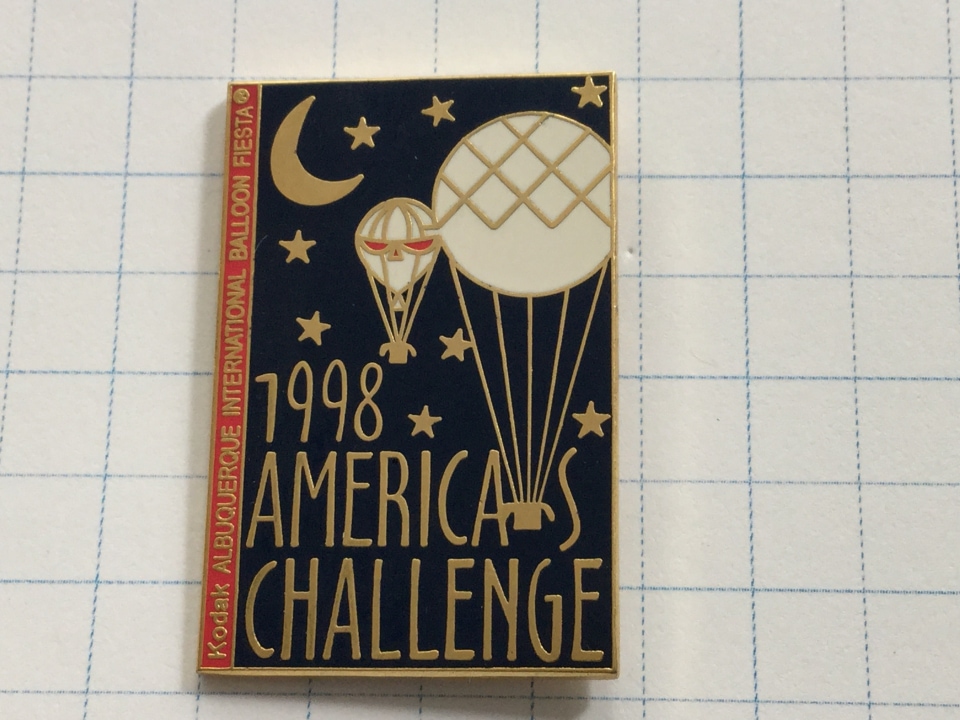 Kodak ALBUQUERQUE INTERNATIONAL BALLOON FIESTA®
1998
AMERICA S
CHALLENGE